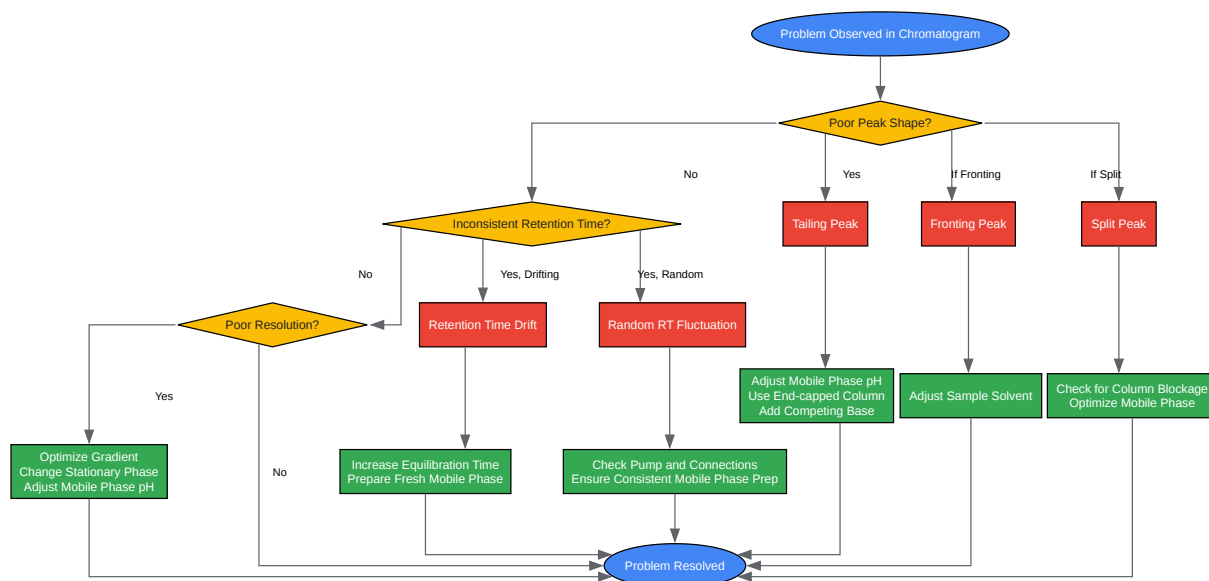 Problem Observed in Chromatogram
Poor Peak Shape?
No
Yes
If Fronting
If Split
Inconsistent Retention Time?
Tailing Peak
Fronting Peak
Split Peak
No
Yes, Drifting
Yes, Random
Poor Resolution?
Retention Time Drift
Random RT Fluctuation
Yes
Adjust Mobile Phase pH
Use End-capped Column
Add Competing Base
Adjust Sample Solvent
Check for Column Blockage
Optimize Mobile Phase
Optimize Gradient
Change Stationary Phase
Adjust Mobile Phase pH
No
Increase Equilibration Time
Prepare Fresh Mobile Phase
Check Pump and Connections
Ensure Consistent Mobile Phase Prep
Problem Resolved